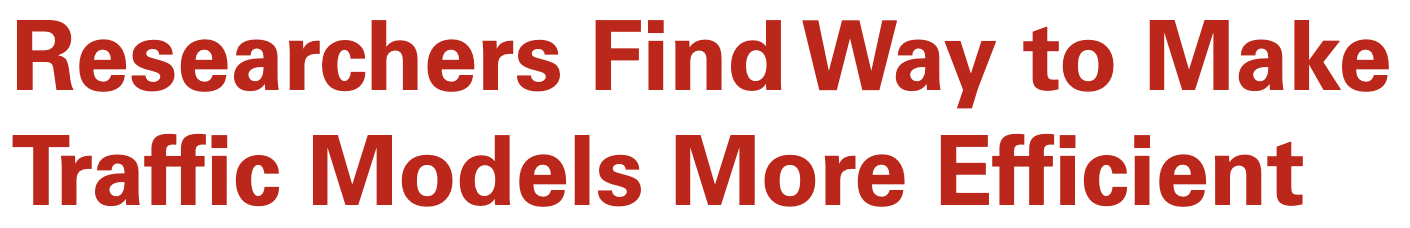 Researchers Find Way to Make
Traffic Models More Efficient